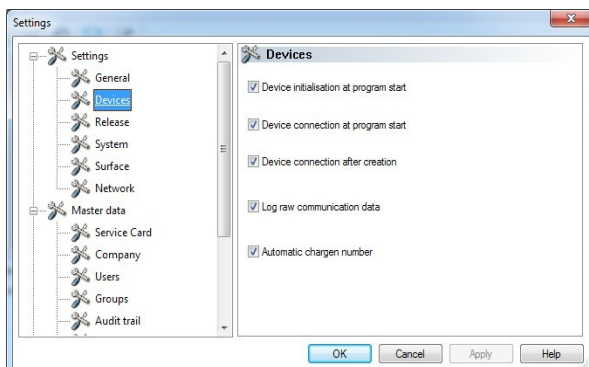 Settings
Settings
General
Devices
Release
System
Surface
Network
Master data
Service Card
Company
Users
Groups
Audit trail
Devices
Device initialisation at program start
Device connection at program start
Device connection after creation
Log raw communication data
Automatic chargen number
OK
Cancel
Apply
Help